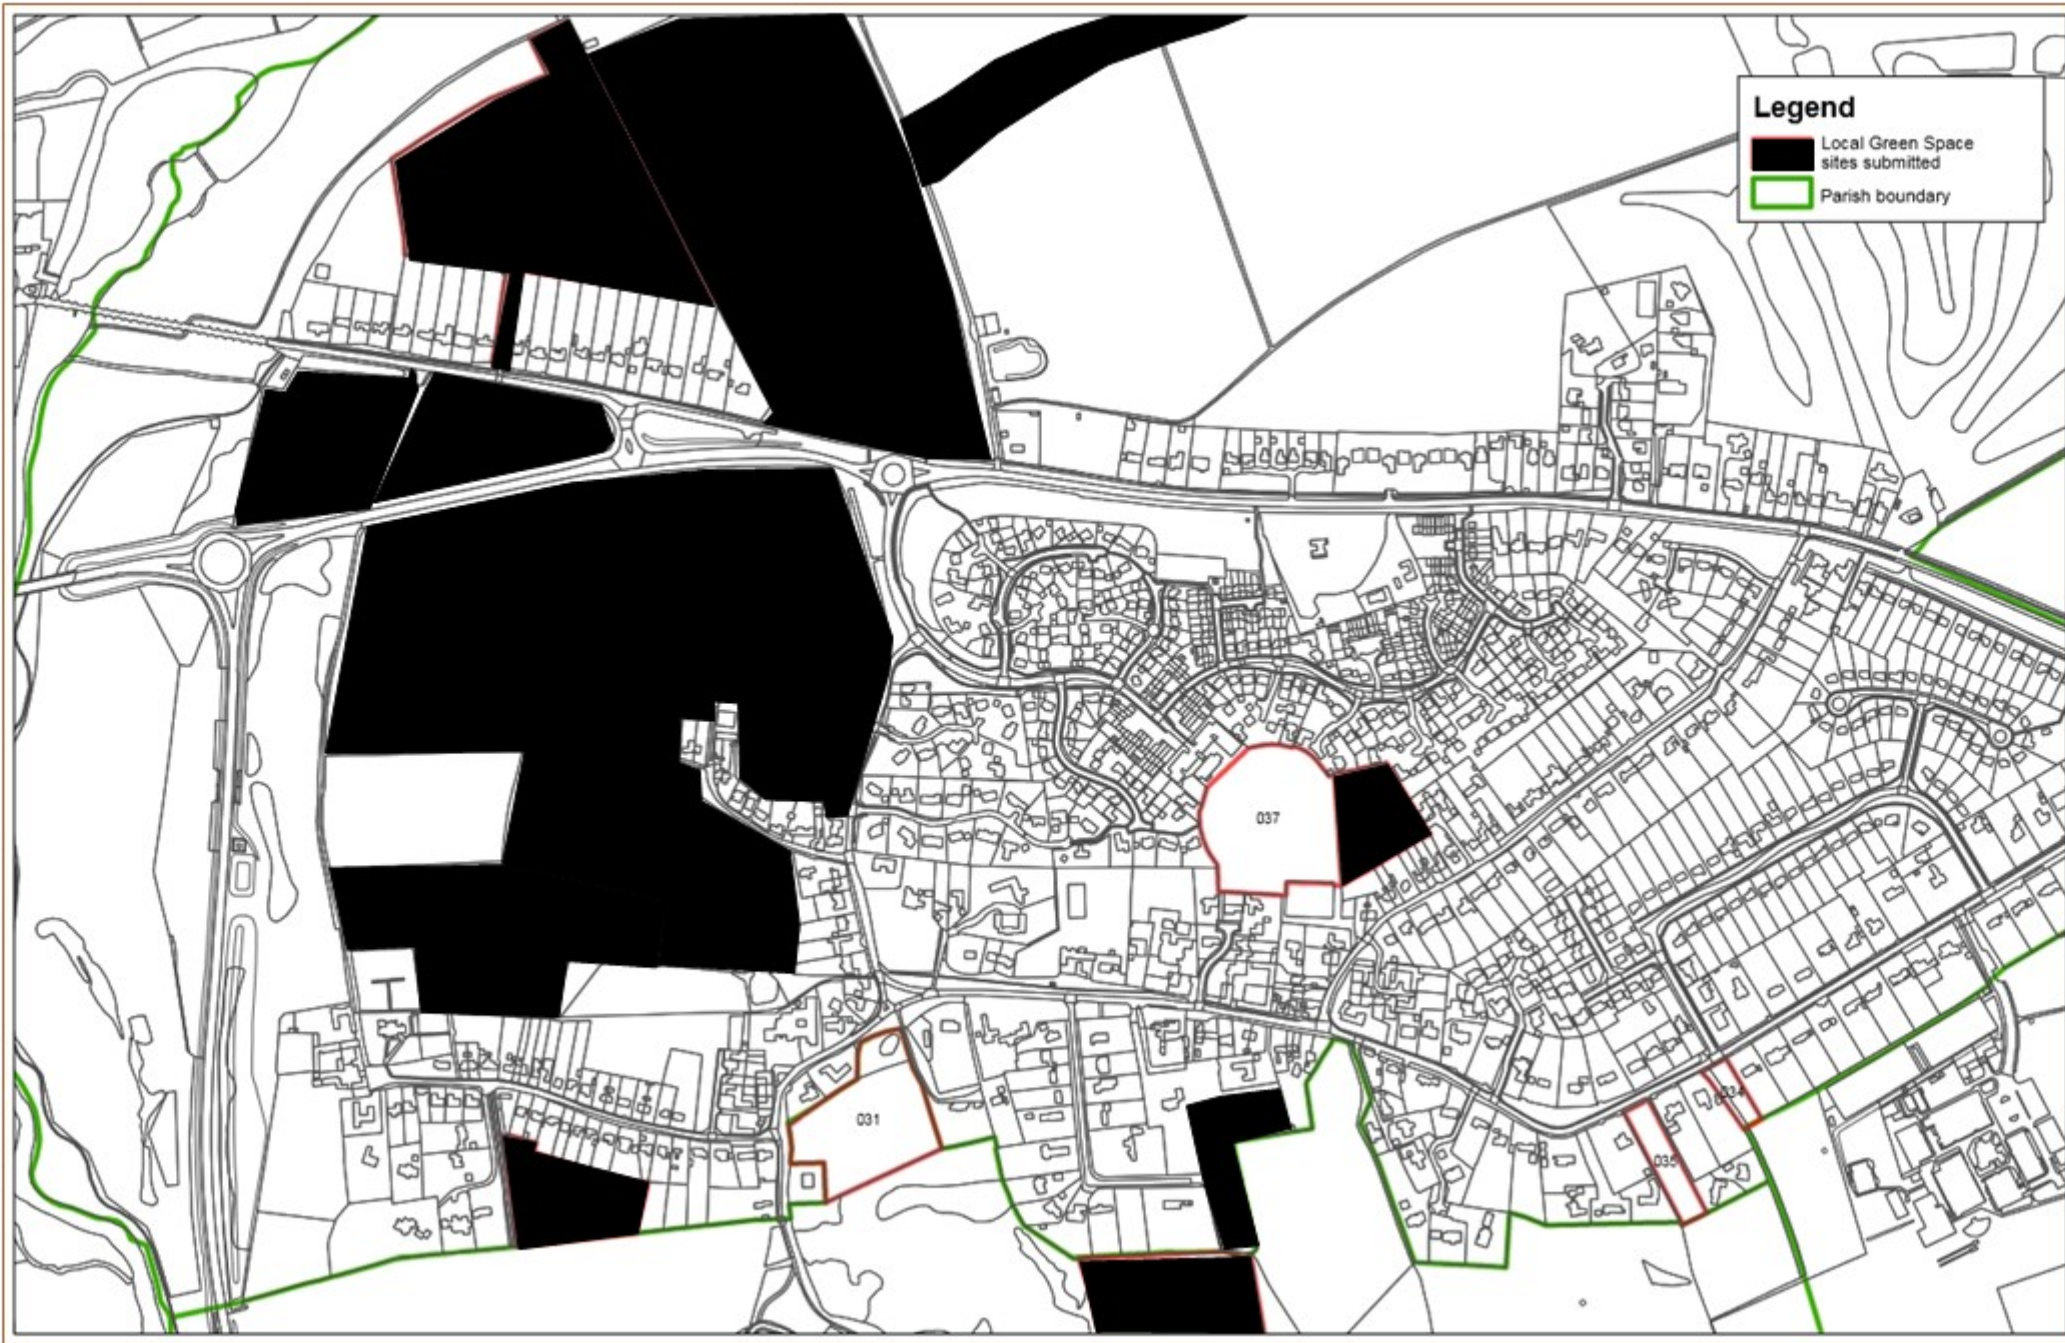 Legend
Local Green Space
sites submitted
Parish boundary
037
031
034
035